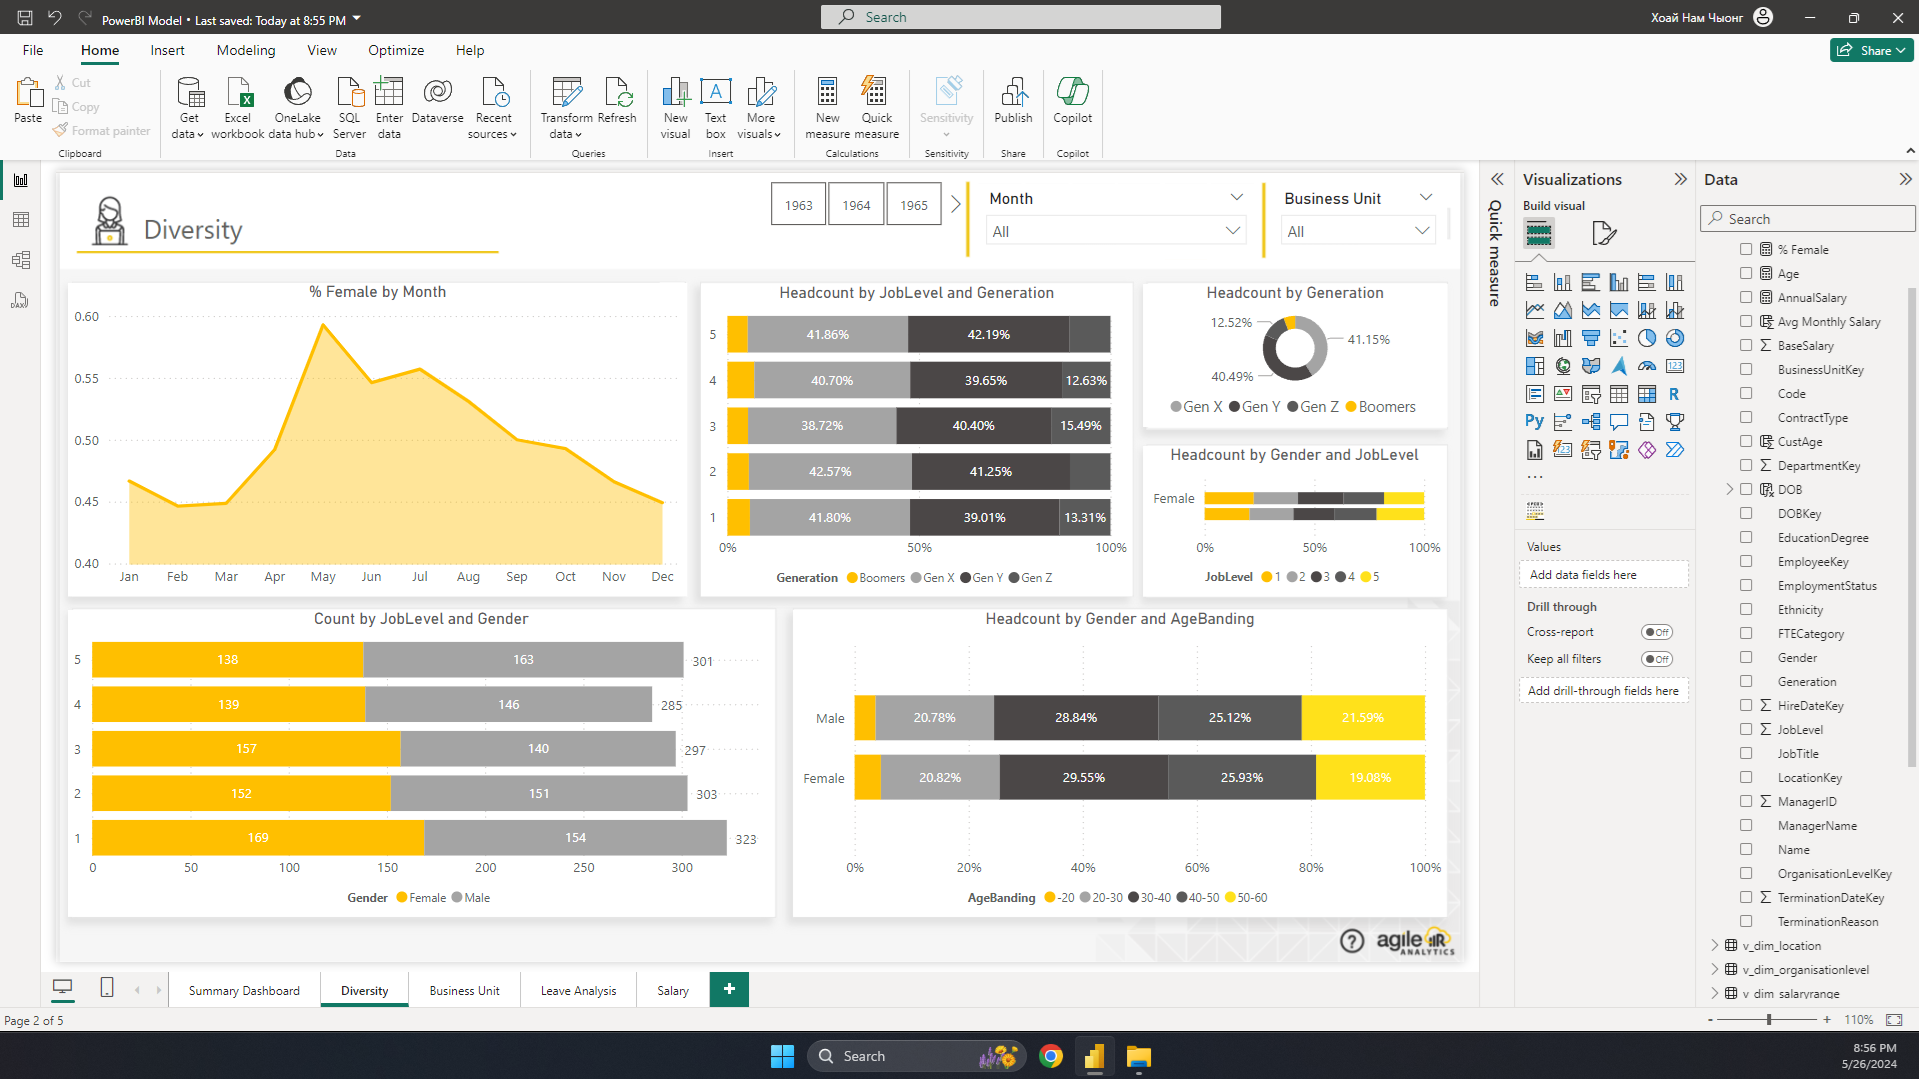 PowerBI Model • Last saved: Today at 8:55 PM
Search
Хоай Нам Чыонг
File Home Insert Modeling View Optimize Help
Share
Paste
Cut
Copy
Format painter
Clipboard
Get data
Excel workbook
OneLake data hub
SQL Server
Enter data
Dataverse
Recent sources
Data
Transform data
Refresh
Queries
New visual
Text box
More visuals
Insert
New measure
Quick measure
Calculations
Sensitivity
Sensitivity
Publish
Share
Copilot
Copilot
Diversity
1963 1964 1965
Month
All
Business Unit
All
% Female by Month
0.60
0.55
0.50
0.45
0.40
Jan Feb Mar Apr May Jun Jul Aug Sep Oct Nov Dec
Headcount by JobLevel and Generation
5 41.86% 42.19%
4 40.70% 39.65% 12.63%
3 38.72% 40.40% 15.49%
2 42.57% 41.25%
1 41.80% 39.01% 13.31%
0% 50% 100%
Generation Boomers Gen X Gen Y Gen Z
Headcount by Generation
12.52%
41.15%
40.49%
Gen X Gen Y Gen Z Boomers
Headcount by Gender and JobLevel
Female
0% 50% 100%
JobLevel 1 2 3 4 5
Count by JobLevel and Gender
5 138 163 301
4 139 146 285
3 157 140 297
2 152 151 303
1 169 154 323
0 50 100 150 200 250 300
Gender Female Male
Headcount by Gender and AgeBanding
Male 20.78% 28.84% 25.12% 21.59%
Female 20.82% 29.55% 25.93% 19.08%
0% 20% 40% 60% 80% 100%
AgeBanding -20 20-30 30-40 40-50 50-60
? agile
ANALYTICS
Quick measure
Visualizations
Build visual
123
R
Py
123
...
Values
Add data fields here
Drill through
Cross-report Off
Keep all filters Off
Add drill-through fields here
Data
Search
% Female
Age
AnnualSalary
Avg Monthly Salary
BaseSalary
BusinessUnitKey
Code
ContractType
CustAge
DepartmentKey
DOB
DOBKey
EducationDegree
EmployeeKey
EmploymentStatus
Ethnicity
FTECategory
Gender
Generation
HireDateKey
JobLevel
JobTitle
LocationKey
ManagerID
ManagerName
Name
OrganisationLevelKey
TerminationDateKey
TerminationReason
v_dim_location
v_dim_organisationlevel
v_dim_salaryrange
DAX
Summary Dashboard Diversity Business Unit Leave Analysis Salary +
Page 2 of 5
- + 110%
Search
8:56 PM
5/26/2024